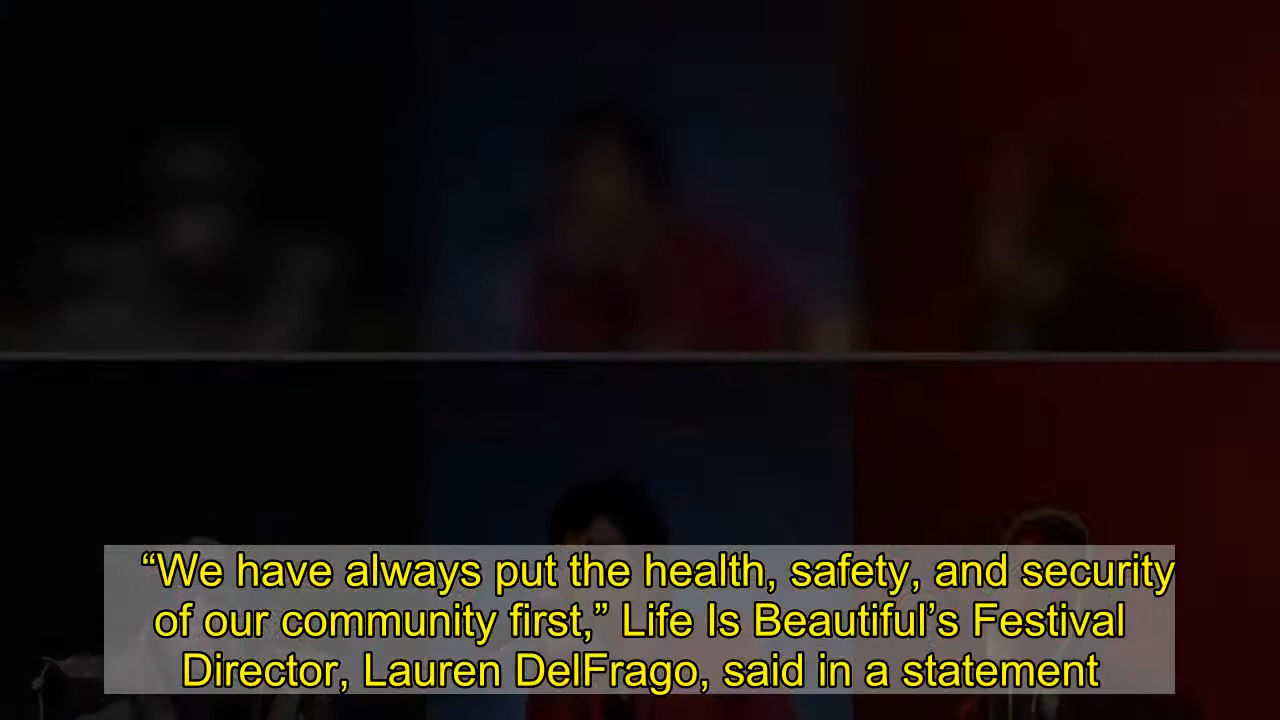 “We have always put the health, safety, and security
of our community first,” Life Is Beautiful’s Festival
Director, Lauren DelFrago, said in a statement